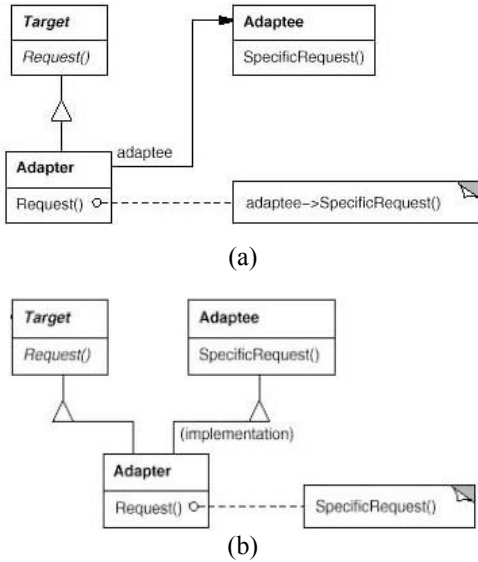 Target
Adaptee
Request()
SpecificRequest()
adaptee
Adapter
Request()
adaptee–>SpecificRequest()
(a)
Target
Adaptee
Request()
SpecificRequest()
(implementation)
Adapter
Request()
SpecificRequest()
(b)